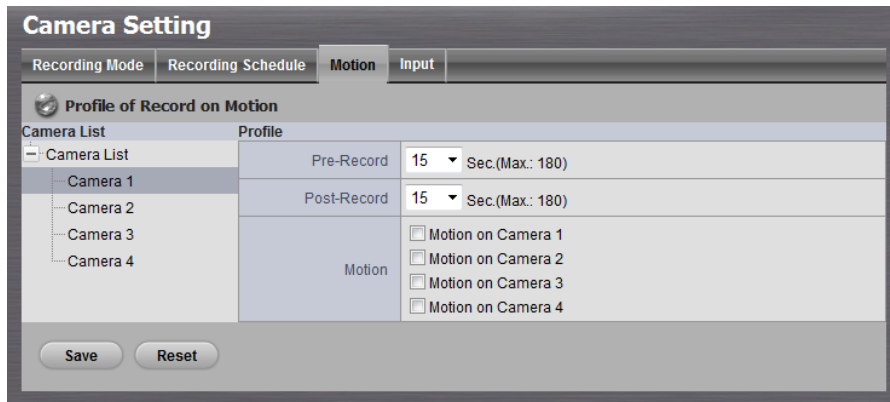 Camera Setting
Recording Mode Recording Schedule Motion Input
Profile of Record on Motion
Camera List Profile
Camera List
Camera 1
Camera 2
Camera 3
Camera 4
Pre-Record 15 Sec.(Max.: 180)
Post-Record 15 Sec.(Max.: 180)
Motion
Motion on Camera 1
Motion on Camera 2
Motion on Camera 3
Motion on Camera 4
Save Reset